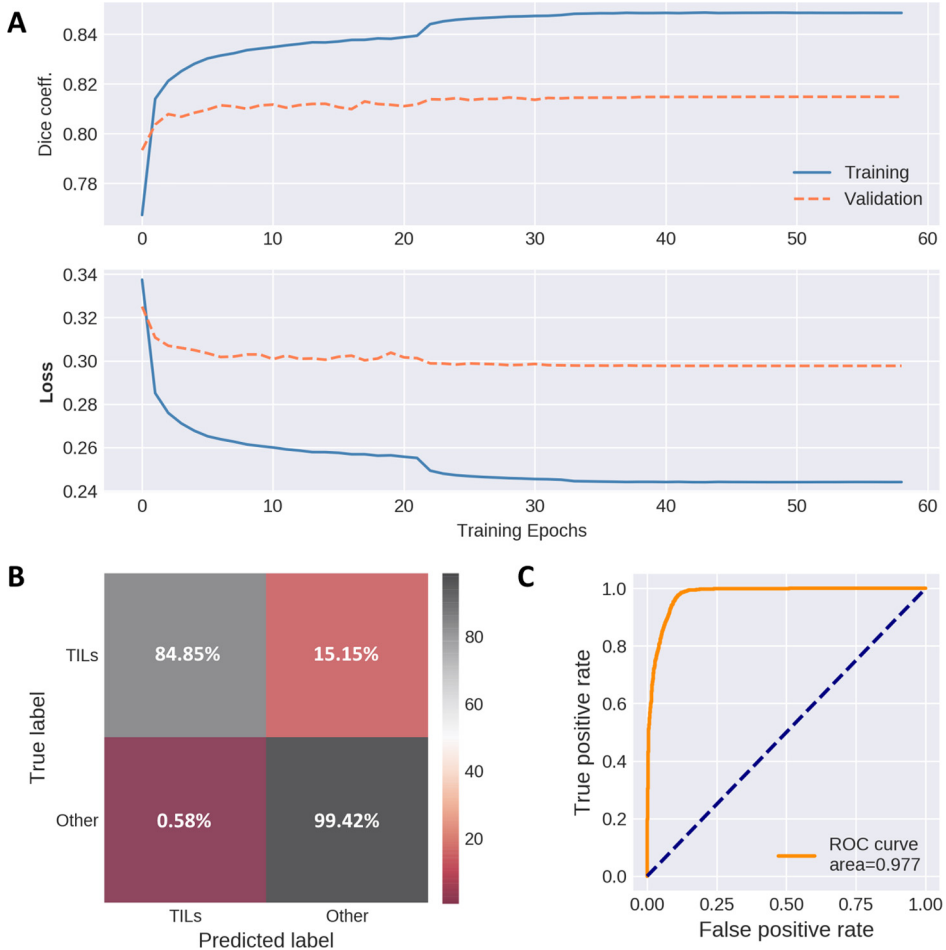 A
Dice coeff.
0.84
0.82
0.80
0.78
Training
Validation
0 10 20 30 40 50 60
Loss
0.34
0.32
0.30
0.28
0.26
0.24
0 10 20 30 40 50 60
Training Epochs
B
True label
TILs
84.85% 15.15%
Other
0.58% 99.42%
TILs Other
Predicted label
80
60
40
20
C
True positive rate
1.0
0.8
0.6
0.4
0.2
0.0
ROC curve
area=0.977
0.00 0.25 0.50 0.75 1.00
False positive rate